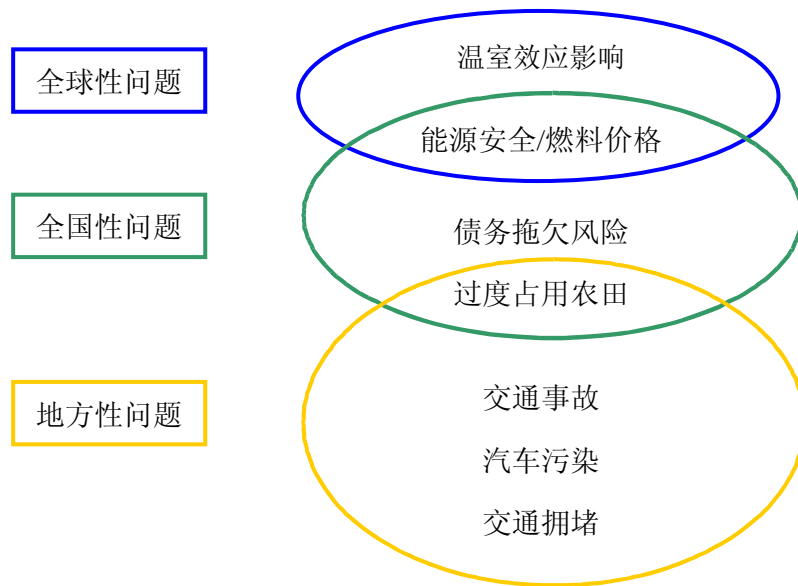 温室效应影响
全球性问题
能源安全/燃料价格
全国性问题
债务拖欠风险
过度占用农田
地方性问题
交通事故
汽车污染
交通拥堵